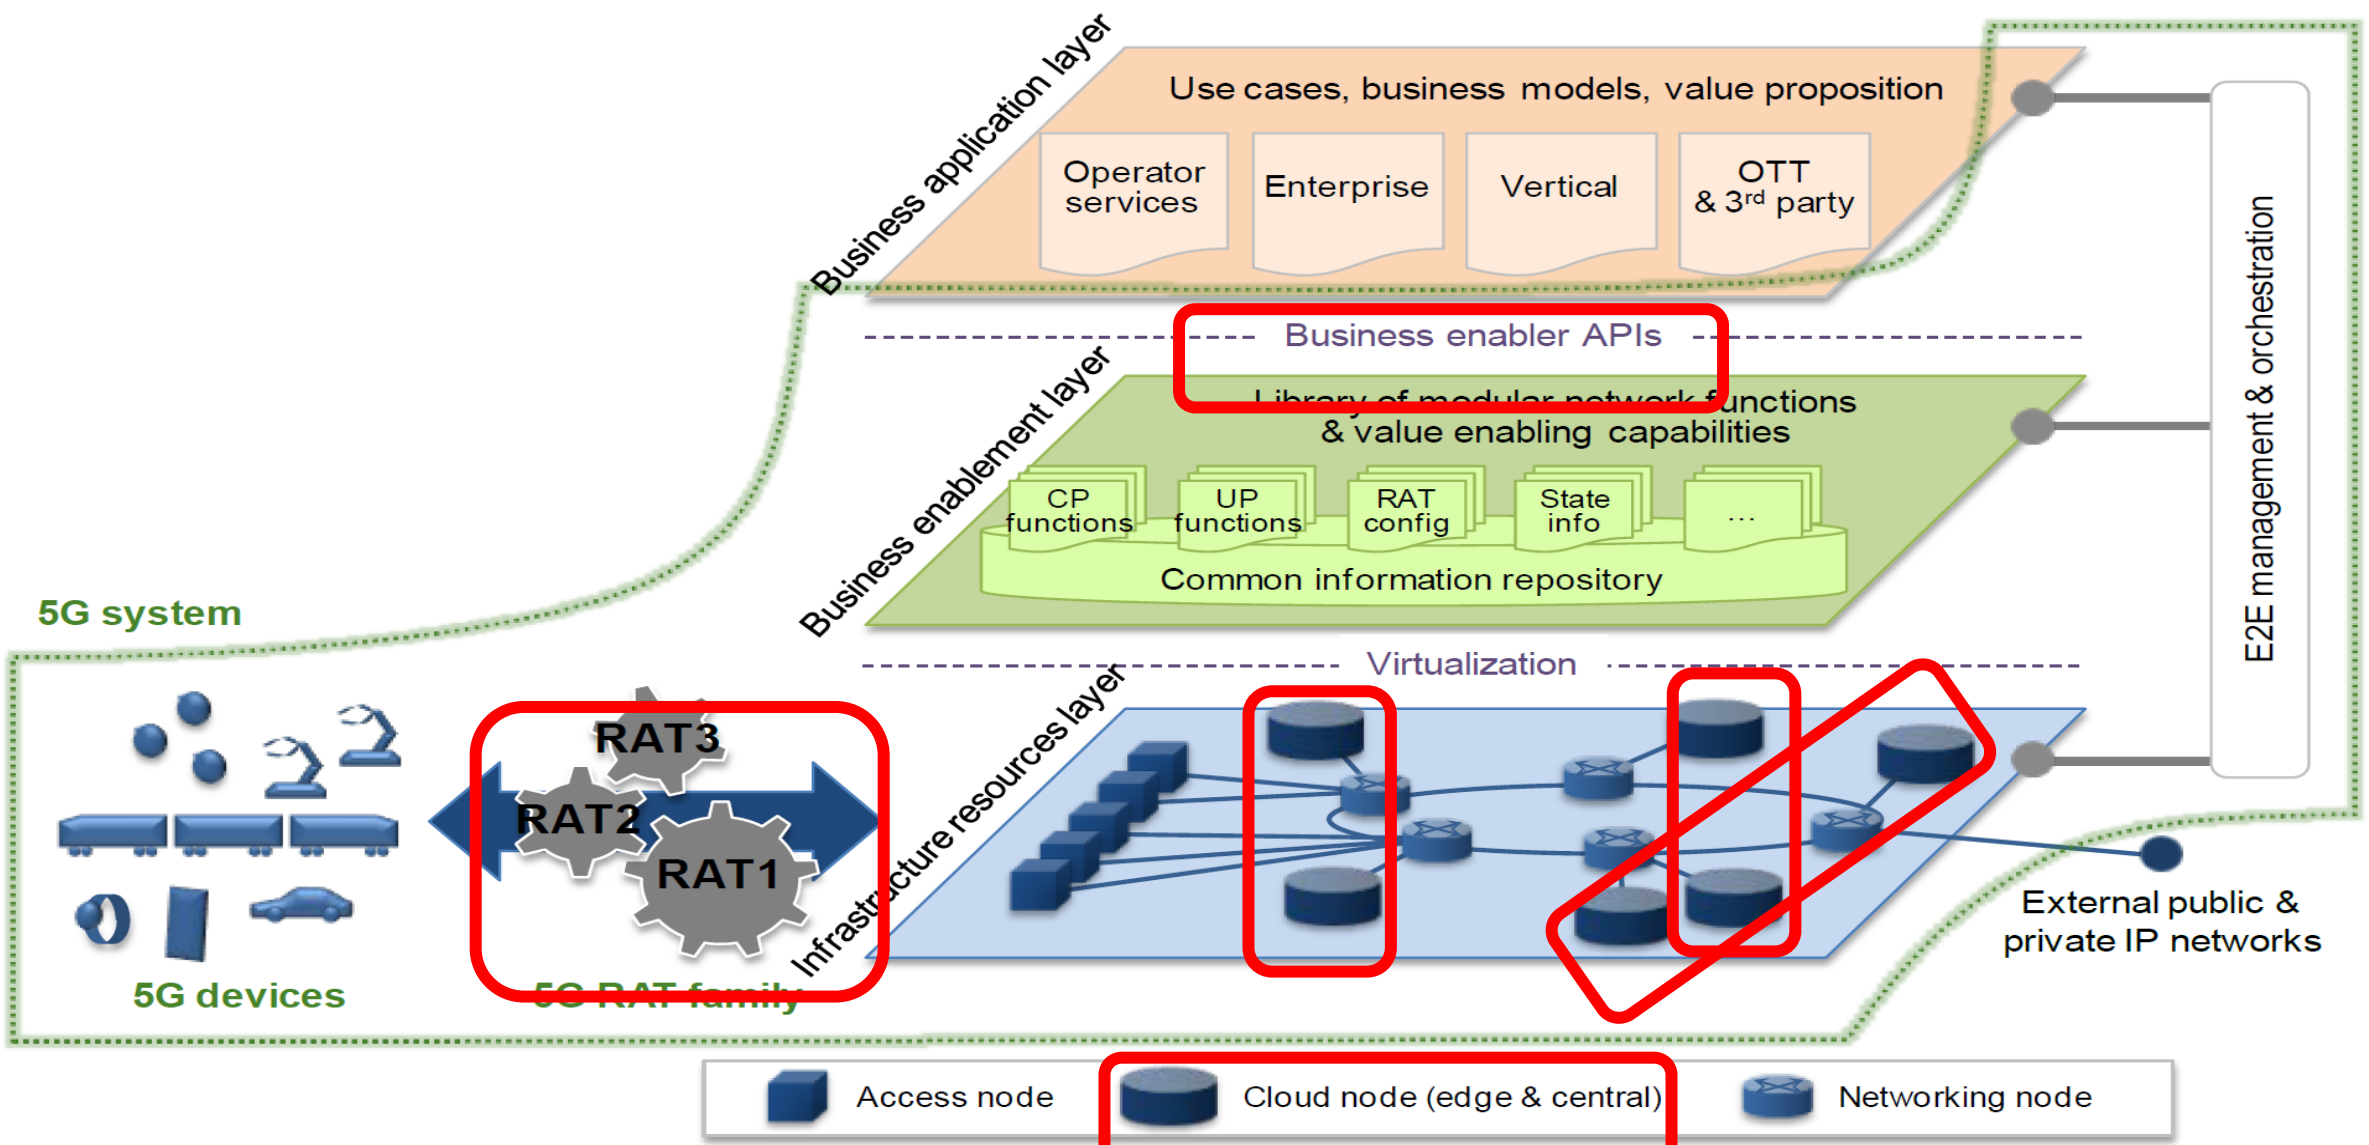 Business application layer
Use cases, business models, value proposition
Operator
services
Enterprise
Vertical
OTT
& 3rd party
Business enabler APIs
Business enablement layer
Library of modular network functions
& value enabling capabilities
CP
functions
UP
functions
RAT
config
State
info
...
Common information repository
E2E management & orchestration
5G system
Virtualization
Infrastructure resources layer
RAT3
RAT2
RAT1
5G devices
5G RAT family
External public &
private IP networks
Access node
Cloud node (edge & central)
Networking node